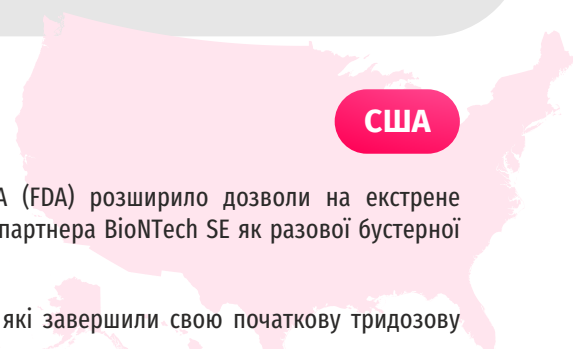 США
А (FDA) розширило дозволи на екстрене
партнера BioNTech SE як разової бустерної
які завершили свою початкову тридозову